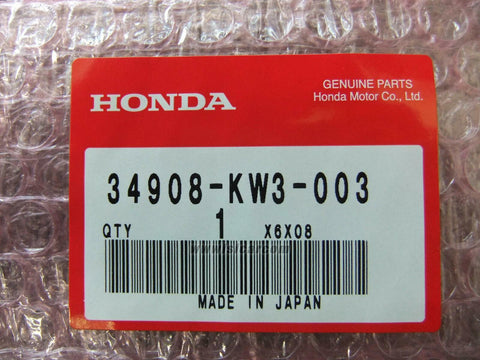 GENUINE PARTS
HONDA
Honda Motor Co., Ltd.
34908-KW3-003
QTY 1 X6X08
MADE IN JAPAN